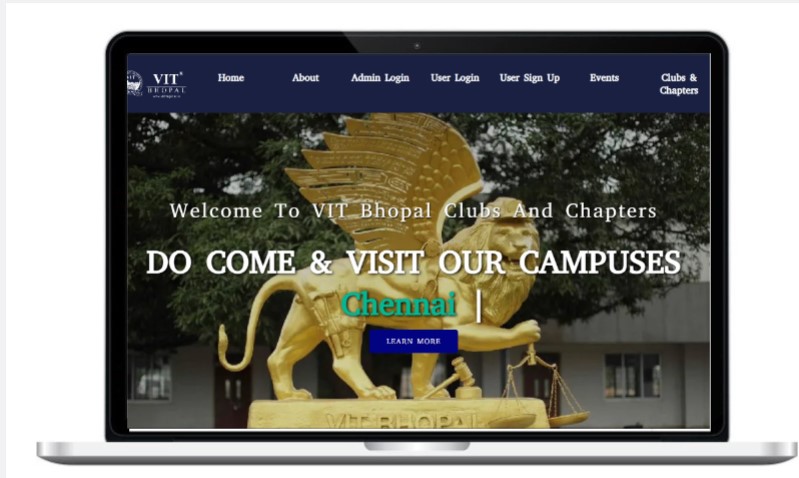 VIT®
BHOPAL
Home
About
Admin Login
User Login
User Sign Up
Events
Clubs &
Chapters
Welcome To VIT Bhopal Clubs And Chapters
DO COME & VISIT OUR CAMPUSES
Chennai |
LEARN MORE
VIT BHOPAL